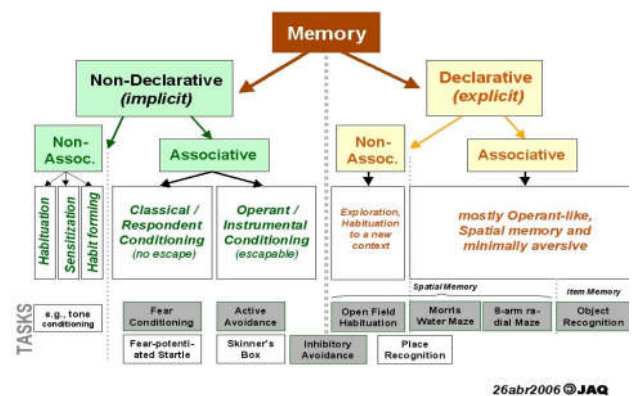 Memory
Non-Declarative
(implicit)
Declarative
(explicit)
Non-
Assoc.
Associative
Non-
Assoc.
Associative
Habituation
Sensitization
Habit forming
Classical /
Respondent
Conditioning
(no escape)
Operant /
Instrumental
Conditioning
(escapable)
Exploration,
Habituation
to a new
context
mostly Operant-like,
Spatial memory and
minimally aversive
Spatial Memory
Item Memory
TASKS
e.g., tone
conditioning
Fear
Conditioning
Active
Avoidance
Open Field
Habituation
Morris
Water Maze
8-arm ra-
dial Maze
Object
Recognition
Fear-potenti-
ated Startle
Skinner's
Box
Inhibitory
Avoidance
Place
Recognition
26abr2006 ©JAQ